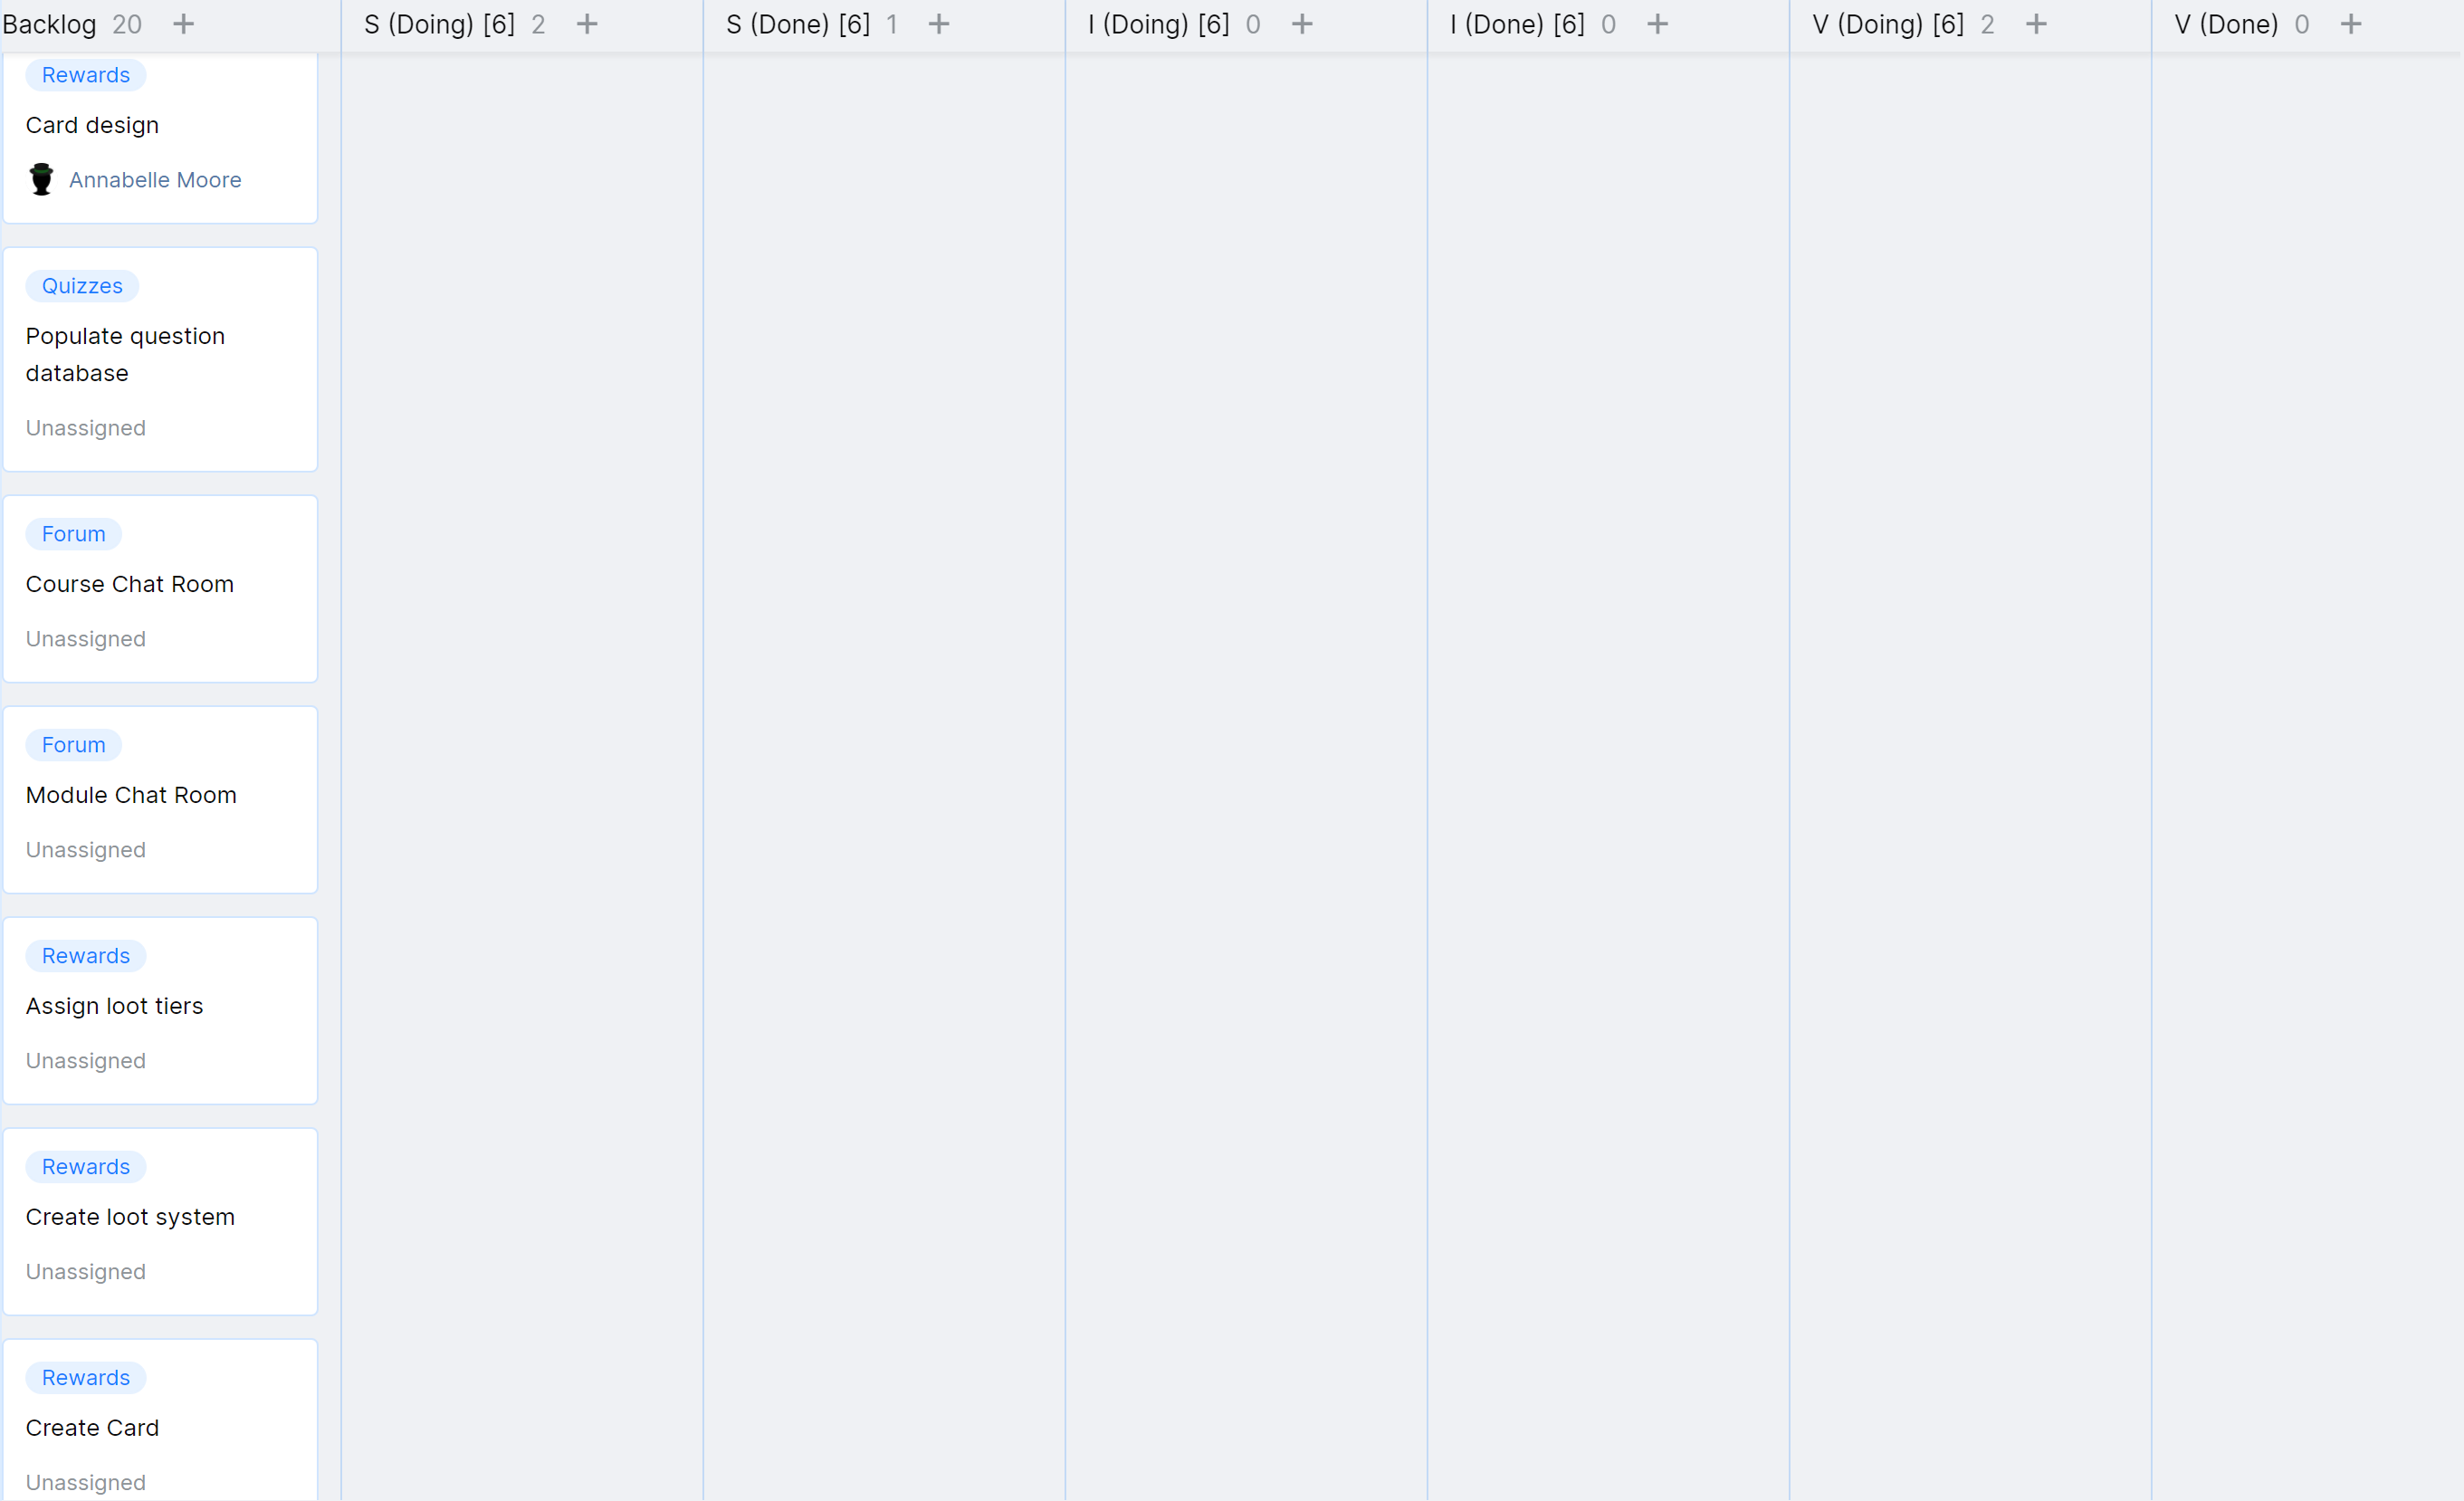 Backlog 20 + S (Doing) [6] 2 + S (Done) [6] 1 + I (Doing) [6] 0 + I (Done) [6] 0 + V (Doing) [6] 2 + V (Done) 0 +
Rewards
Card design
Annabelle Moore
Quizzes
Populate question
database
Unassigned
Forum
Course Chat Room
Unassigned
Forum
Module Chat Room
Unassigned
Rewards
Assign loot tiers
Unassigned
Rewards
Create loot system
Unassigned
Rewards
Create Card
Unassigned